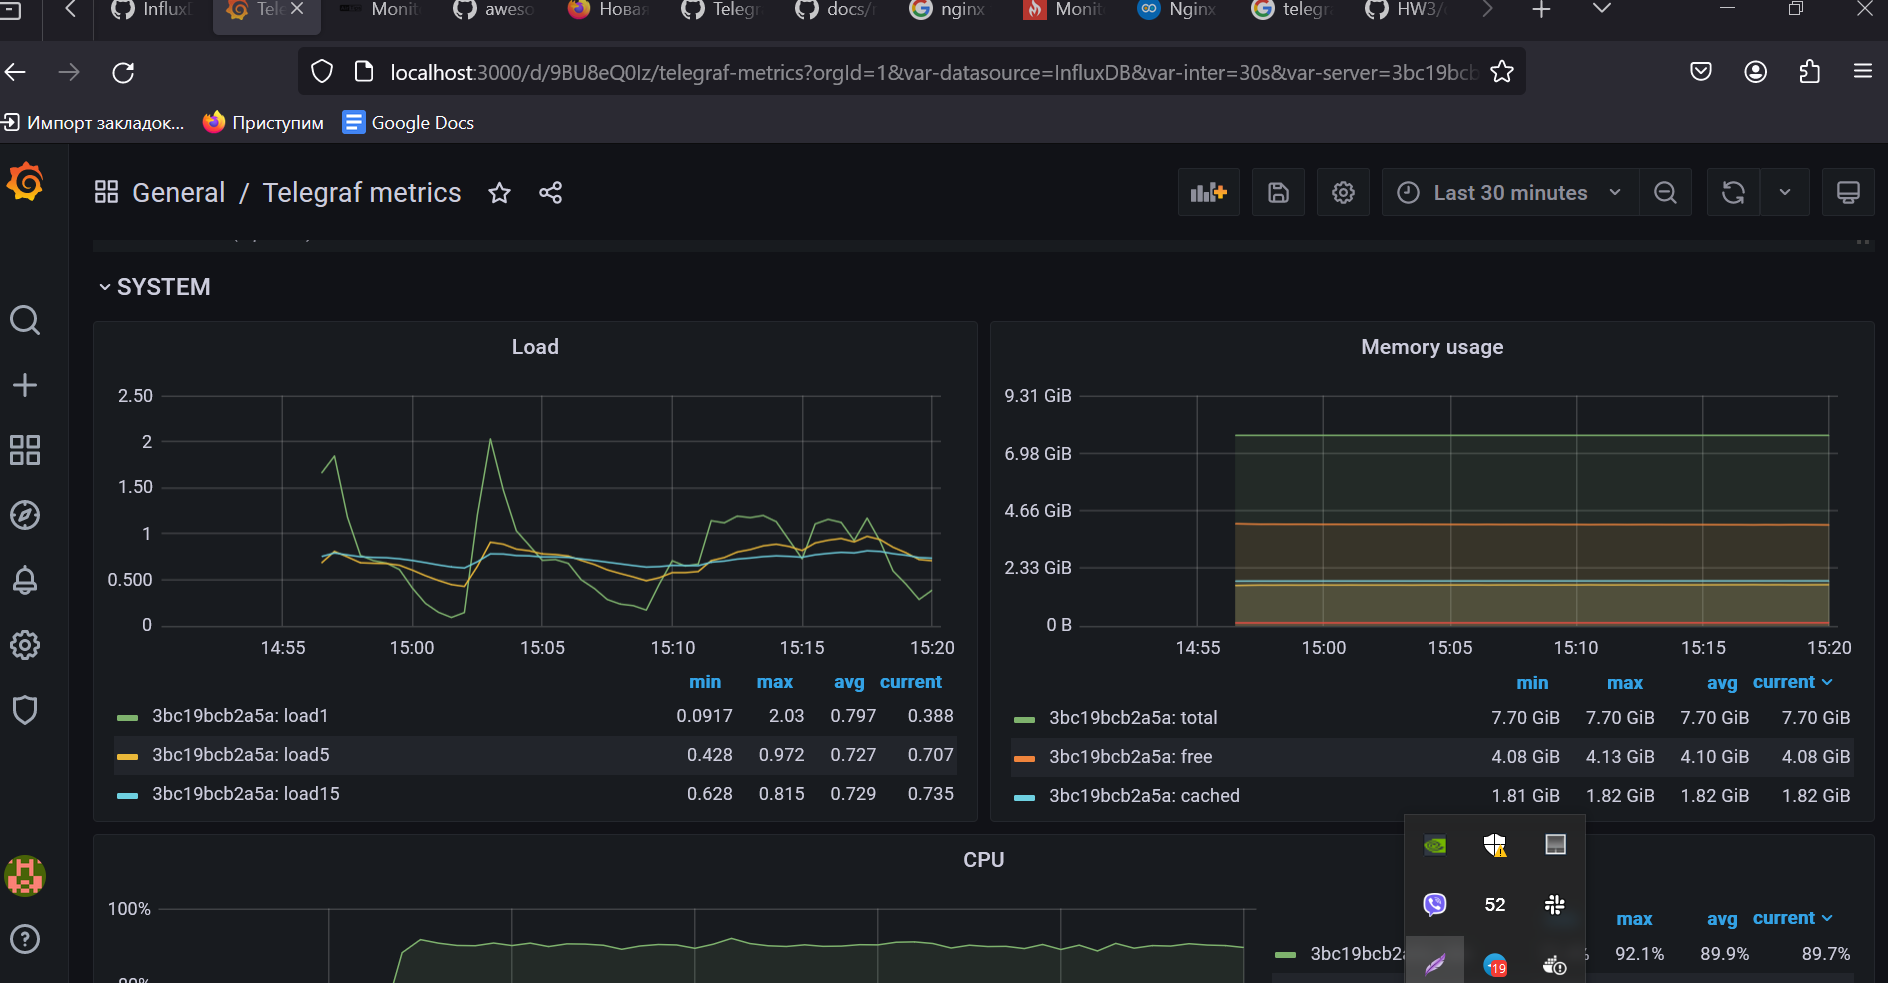 Influx
Tele
Monit
aweso
Новая
Telegr
docs/r
nginx
Monit
Nginx
telegr
HW3/
localhost:3000/d/9BU8eQ0Iz/telegraf-metrics?orgId=1&var-datasource=InfluxDB&var-inter=30s&var-server=3bc19bcb
Импорт закладок...
Приступим
Google Docs
General / Telegraf metrics
Last 30 minutes
SYSTEM
Load
2.50
2
1.50
1
0.500
0
14:55 15:00 15:05 15:10 15:15 15:20
min max avg current
3bc19bcb2a5a: load1 0.0917 2.03 0.797 0.388
3bc19bcb2a5a: load5 0.428 0.972 0.727 0.707
3bc19bcb2a5a: load15 0.628 0.815 0.729 0.735
Memory usage
9.31 GiB
6.98 GiB
4.66 GiB
2.33 GiB
0 B
14:55 15:00 15:05 15:10 15:15 15:20
min max avg current
3bc19bcb2a5a: total 7.70 GiB 7.70 GiB 7.70 GiB 7.70 GiB
3bc19bcb2a5a: free 4.08 GiB 4.13 GiB 4.10 GiB 4.08 GiB
3bc19bcb2a5a: cached 1.81 GiB 1.82 GiB 1.82 GiB 1.82 GiB
CPU
100%
max avg current
3bc19bcb2a % 92.1% 89.9% 89.7%
52
19